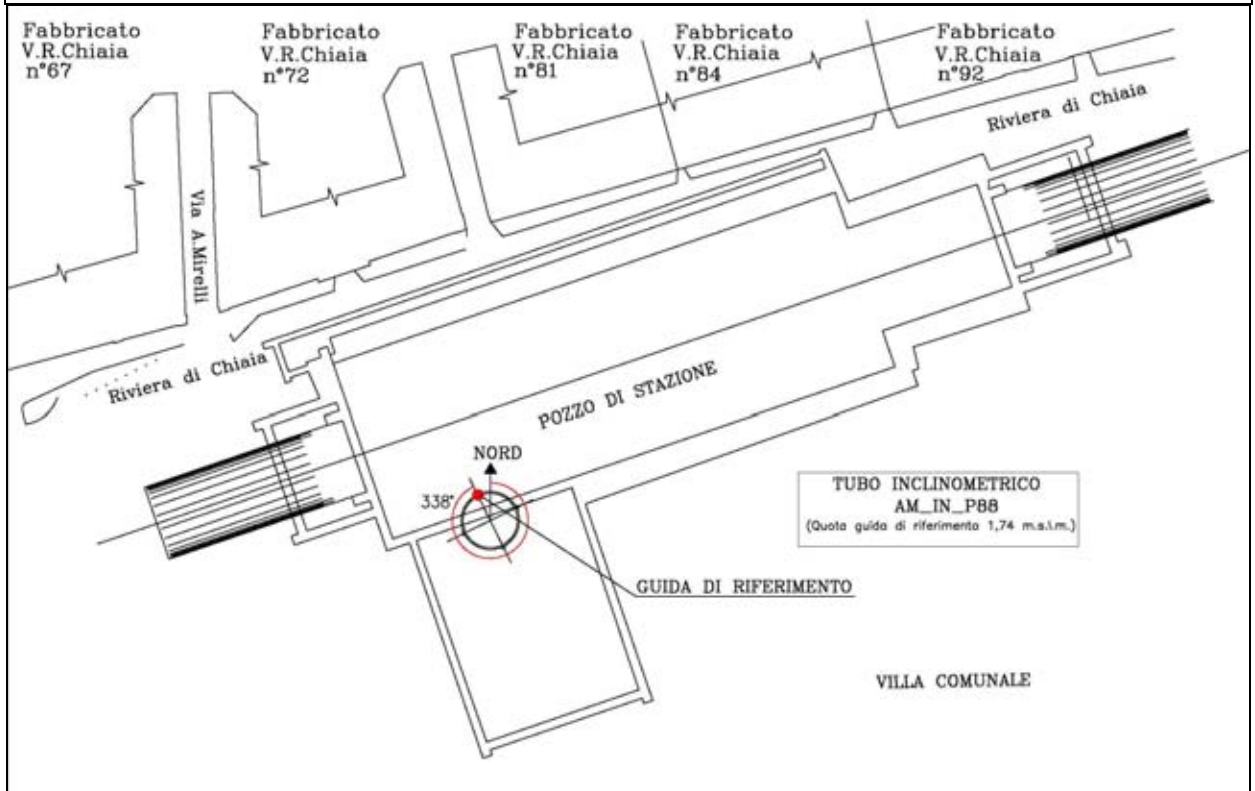 Fabbricato
V.R.Chiaia
n°67
Fabbricato
V.R.Chiaia
n°72
Fabbricato
V.R.Chiaia
n°81
Fabbricato
V.R.Chiaia
n°84
Fabbricato
V.R.Chiaia
n°92
Riviera di Chiaia
Via A.Mirelli
Riviera di Chiaia
POZZO DI STAZIONE
NORD
338°
TUBO INCLINOMETRICO
AM_IN_P88
(Quota guida di riferimento 1,74 m.s.l.m.)
GUIDA DI RIFERIMENTO
VILLA COMUNALE